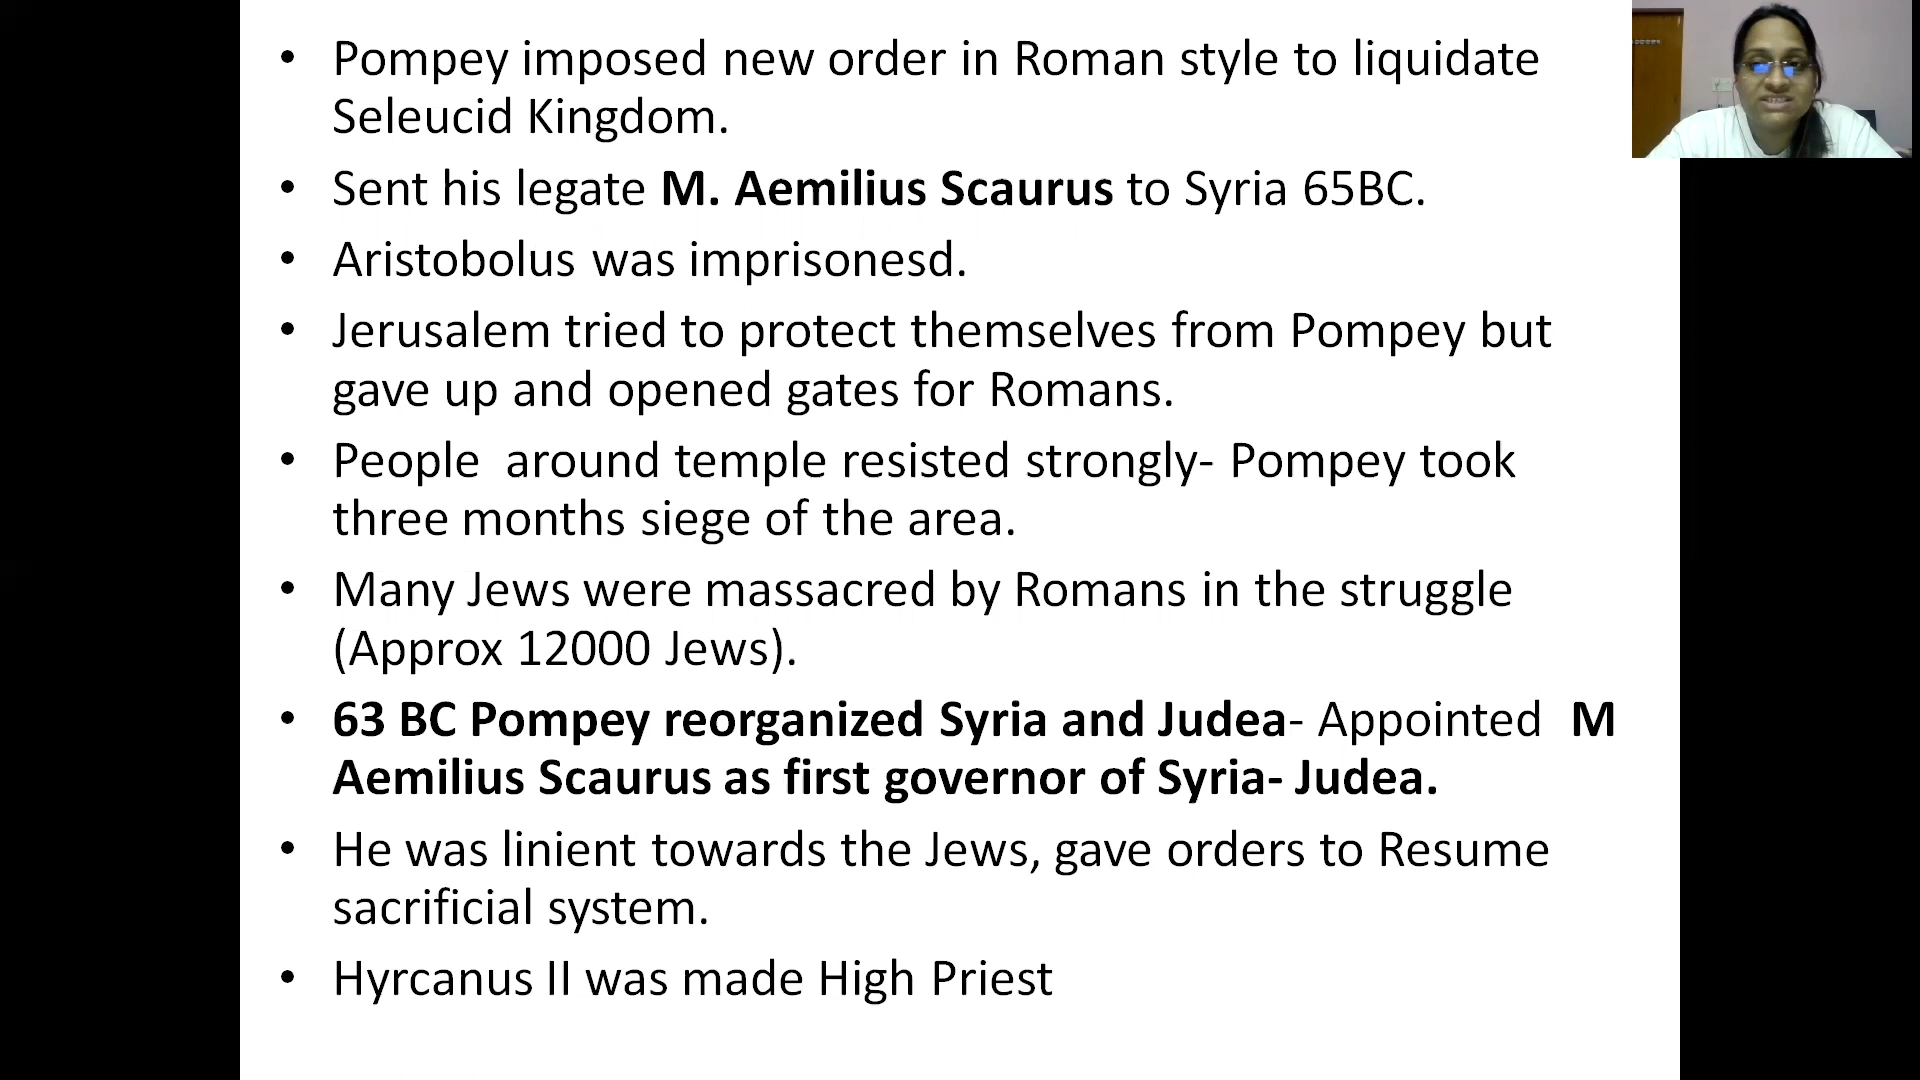 • Pompey imposed new order in Roman style to liquidate
Seleucid Kingdom.
• Sent his legate M. Aemilius Scaurus to Syria 65BC.
• Aristobolus was imprisonesd.
• Jerusalem tried to protect themselves from Pompey but
gave up and opened gates for Romans.
• People around temple resisted strongly- Pompey took
three months siege of the area.
• Many Jews were massacred by Romans in the struggle
(Approx 12000 Jews).
• 63 BC Pompey reorganized Syria and Judea- Appointed M
Aemilius Scaurus as first governor of Syria- Judea.
• He was linient towards the Jews, gave orders to Resume
sacrificial system.
• Hyrcanus II was made High Priest